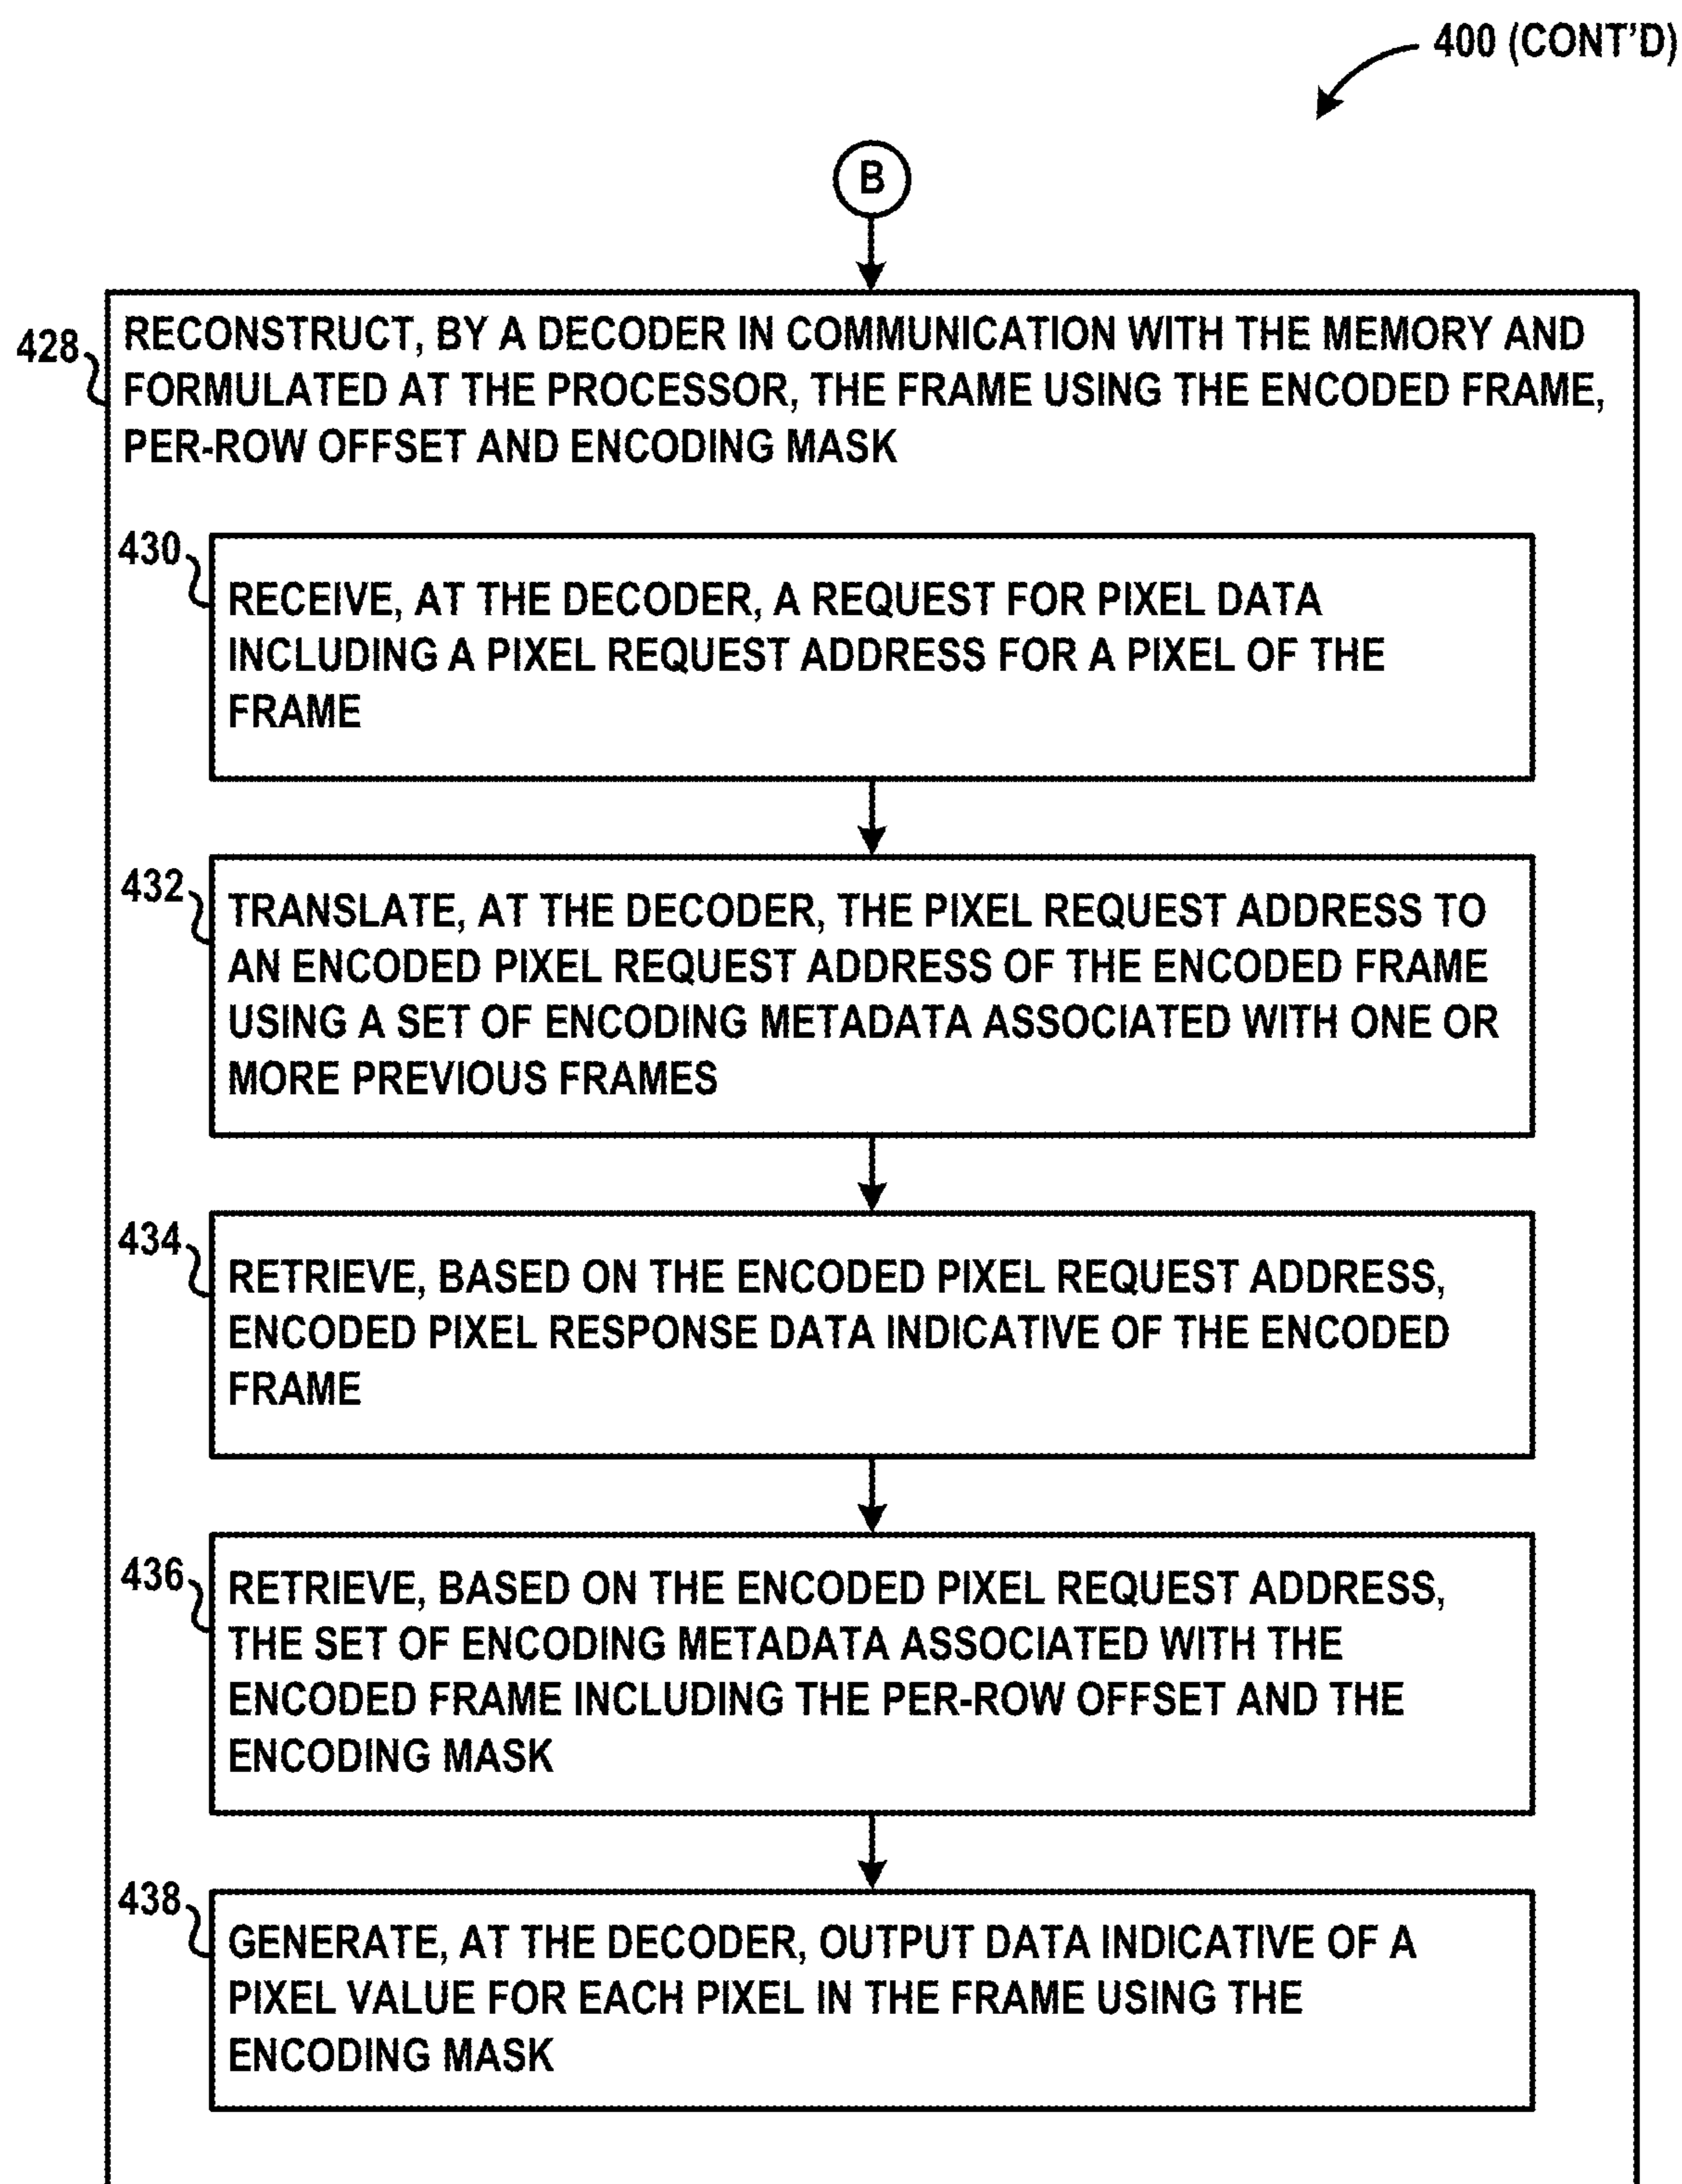 400 (CONT'D)
B
428
RECONSTRUCT, BY A DECODER IN COMMUNICATION WITH THE MEMORY AND
FORMULATED AT THE PROCESSOR, THE FRAME USING THE ENCODED FRAME,
PER-ROW OFFSET AND ENCODING MASK
430
RECEIVE, AT THE DECODER, A REQUEST FOR PIXEL DATA
INCLUDING A PIXEL REQUEST ADDRESS FOR A PIXEL OF THE
FRAME
432
TRANSLATE, AT THE DECODER, THE PIXEL REQUEST ADDRESS TO
AN ENCODED PIXEL REQUEST ADDRESS OF THE ENCODED FRAME
USING A SET OF ENCODING METADATA ASSOCIATED WITH ONE OR
MORE PREVIOUS FRAMES
434
RETRIEVE, BASED ON THE ENCODED PIXEL REQUEST ADDRESS,
ENCODED PIXEL RESPONSE DATA INDICATIVE OF THE ENCODED
FRAME
436
RETRIEVE, BASED ON THE ENCODED PIXEL REQUEST ADDRESS,
THE SET OF ENCODING METADATA ASSOCIATED WITH THE
ENCODED FRAME INCLUDING THE PER-ROW OFFSET AND THE
ENCODING MASK
438
GENERATE, AT THE DECODER, OUTPUT DATA INDICATIVE OF A
PIXEL VALUE FOR EACH PIXEL IN THE FRAME USING THE
ENCODING MASK